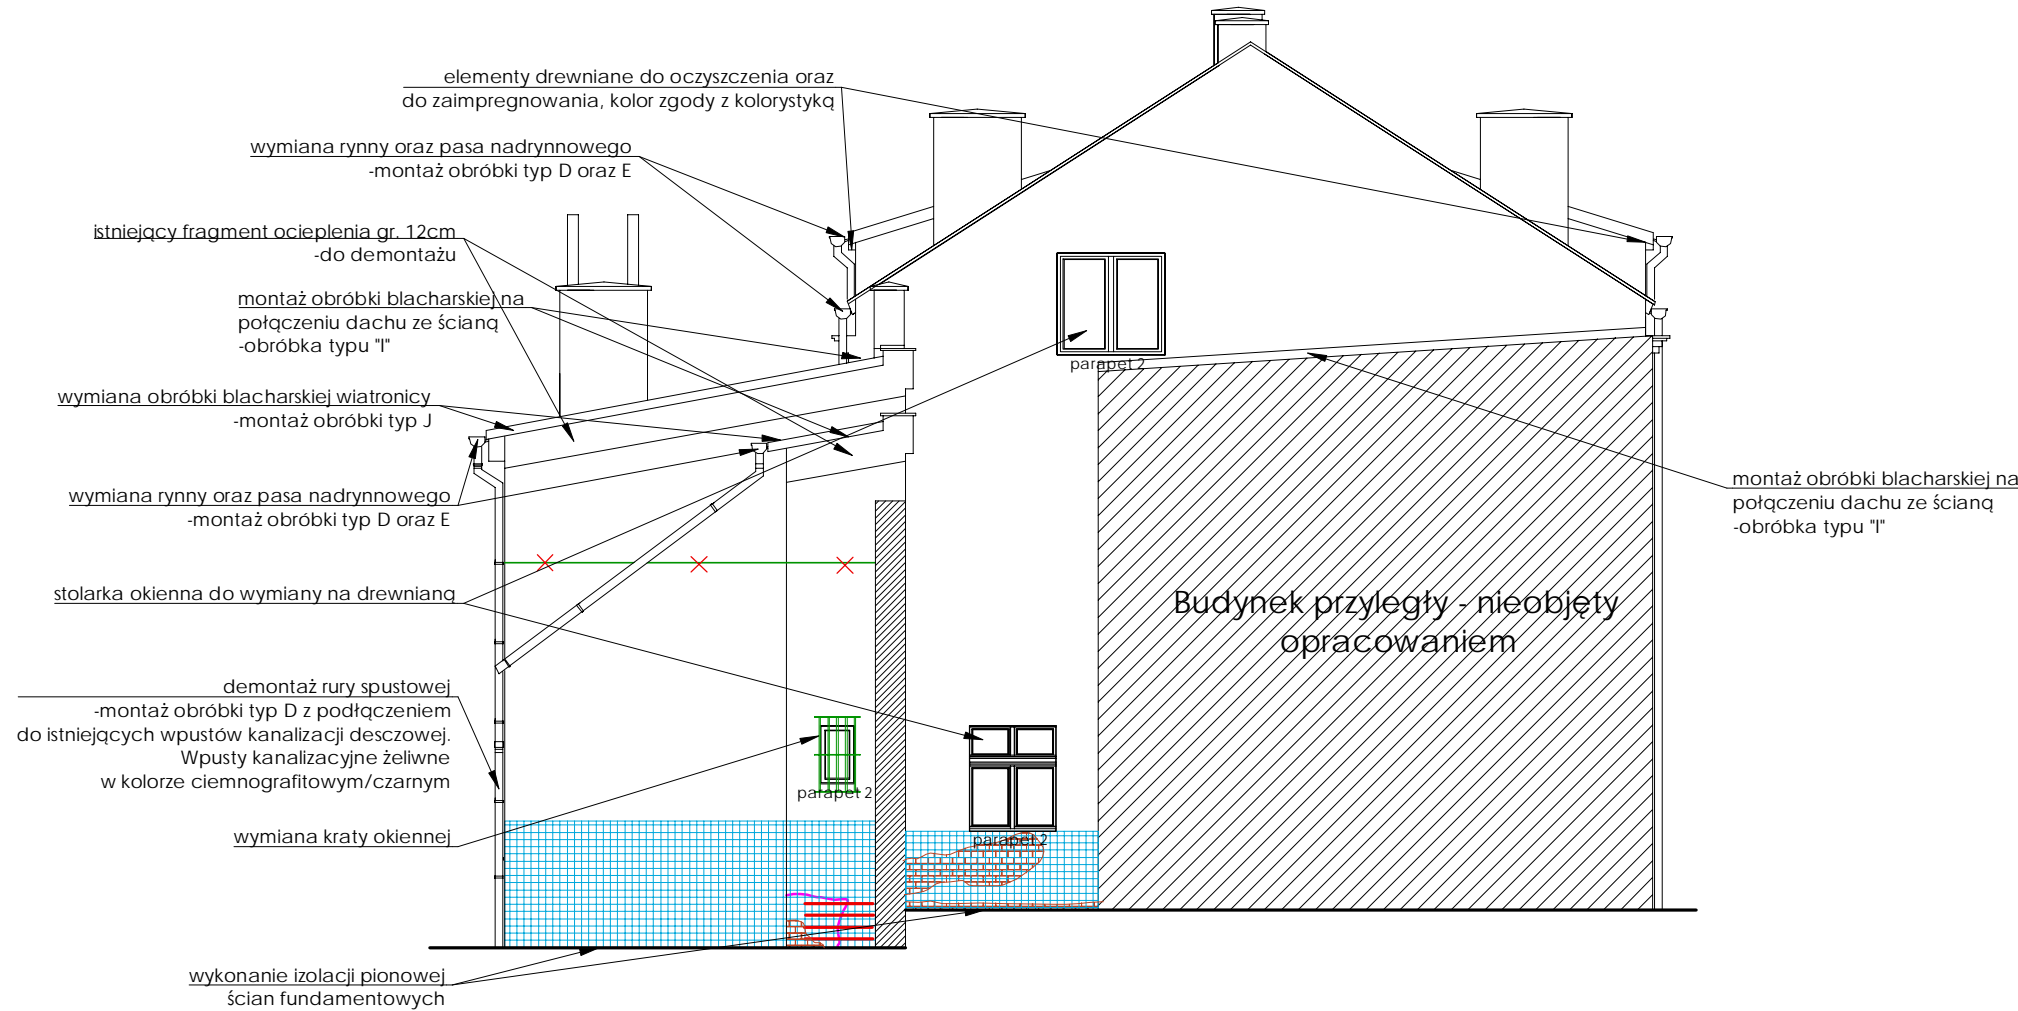 elementy drewniane do oczyszczenia oraz
do zaimpregnowania, kolor zgody z kolorystyką
wymiana rynny oraz pasa nadrynnowego
-montaż obróbki typ D oraz E
istniejący fragment ocieplenia gr. 12cm
-do demontażu
montaż obróbki blacharskiej na
połączeniu dachu ze ścianą
-obróbka typu "I"
parapet 2
wymiana obróbki blacharskiej wiatronicy
-montaż obróbki typ J
wymiana rynny oraz pasa nadrynnowego
-montaż obróbki typ D oraz E
montaż obróbki blacharskiej na
połączeniu dachu ze ścianą
-obróbka typu "I"
stolarka okienna do wymiany na drewnianą
Budynek przyległy - nieobjęty
opracowaniem
demontaż rury spustowej
-montaż obróbki typ D z podłączeniem
do istniejących wpustów kanalizacji desczowej.
Wpusty kanalizacyjne żeliwne
w kolorze ciemnografitowym/czarnym
parapet 2
wymiana kraty okiennej
parapet 2
wykonanie izolacji pionowej
ścian fundamentowych